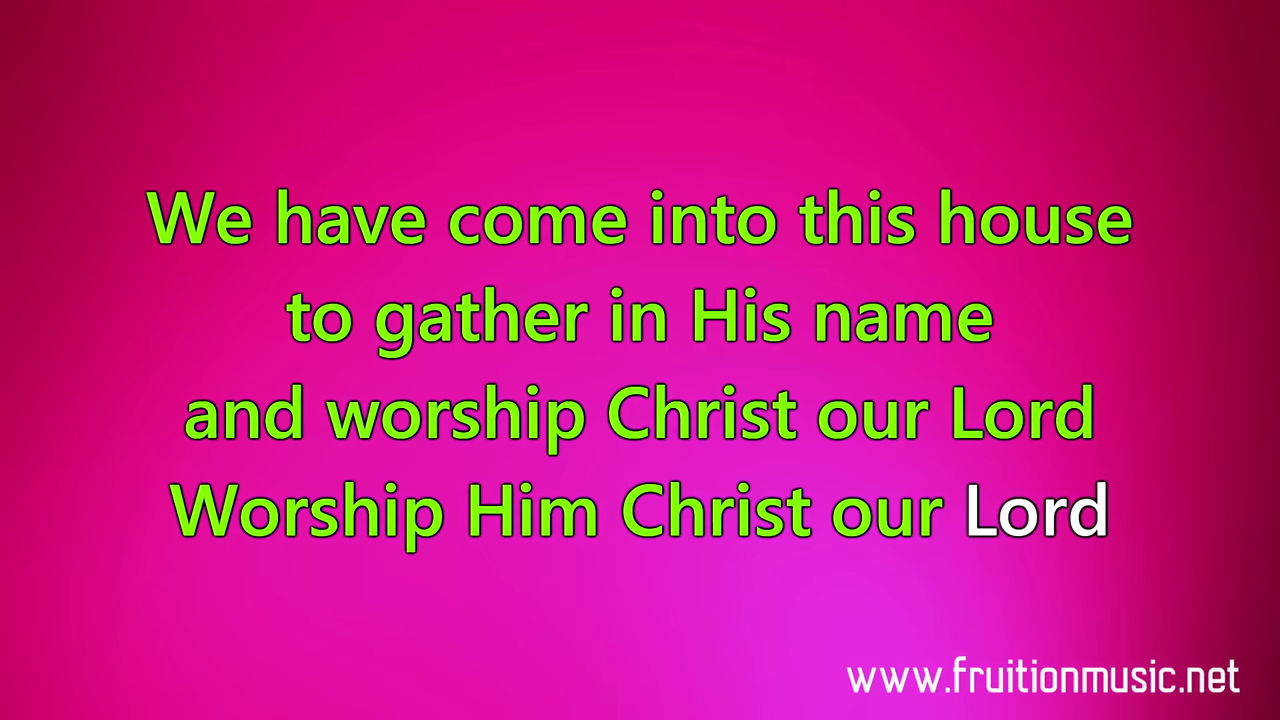 We have come into this house
to gather in His name
and worship Christ our Lord
Worship Him Christ our Lord
www.fruitionmusic.net